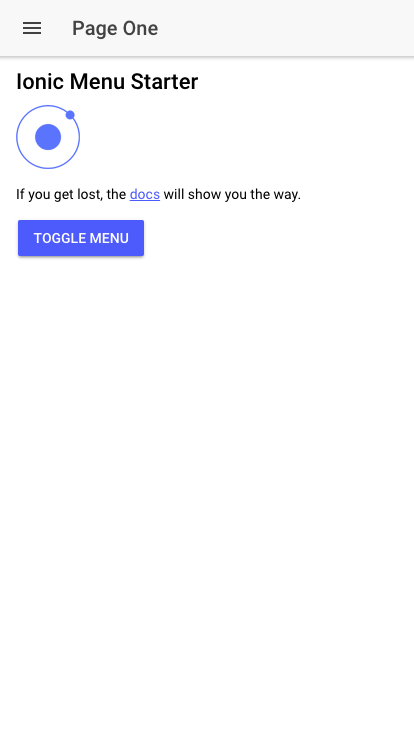 Page One
Ionic Menu Starter
If you get lost, the docs will show you the way.
TOGGLE MENU